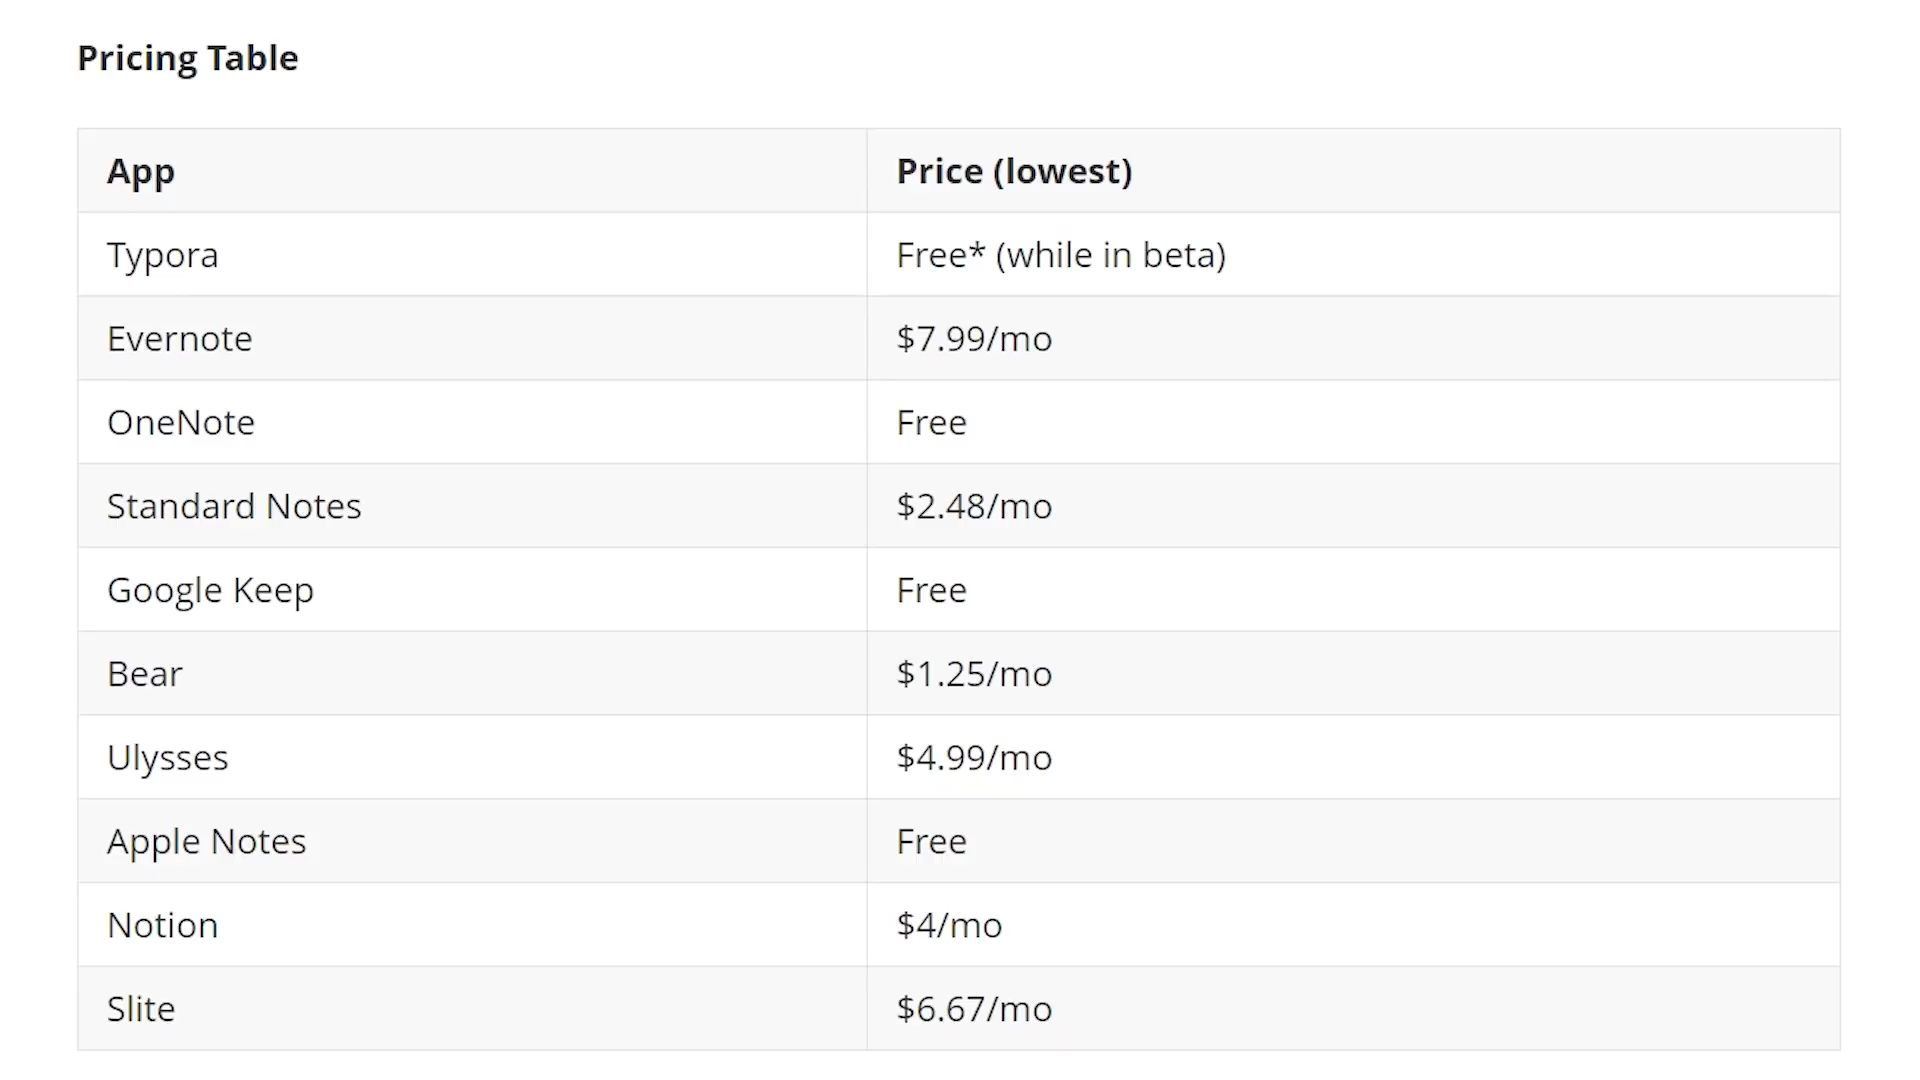 Pricing Table
App Price (lowest)
Typora Free* (while in beta)
Evernote $7.99/mo
OneNote Free
Standard Notes $2.48/mo
Google Keep Free
Bear $1.25/mo
Ulysses $4.99/mo
Apple Notes Free
Notion $4/mo
Slite $6.67/mo